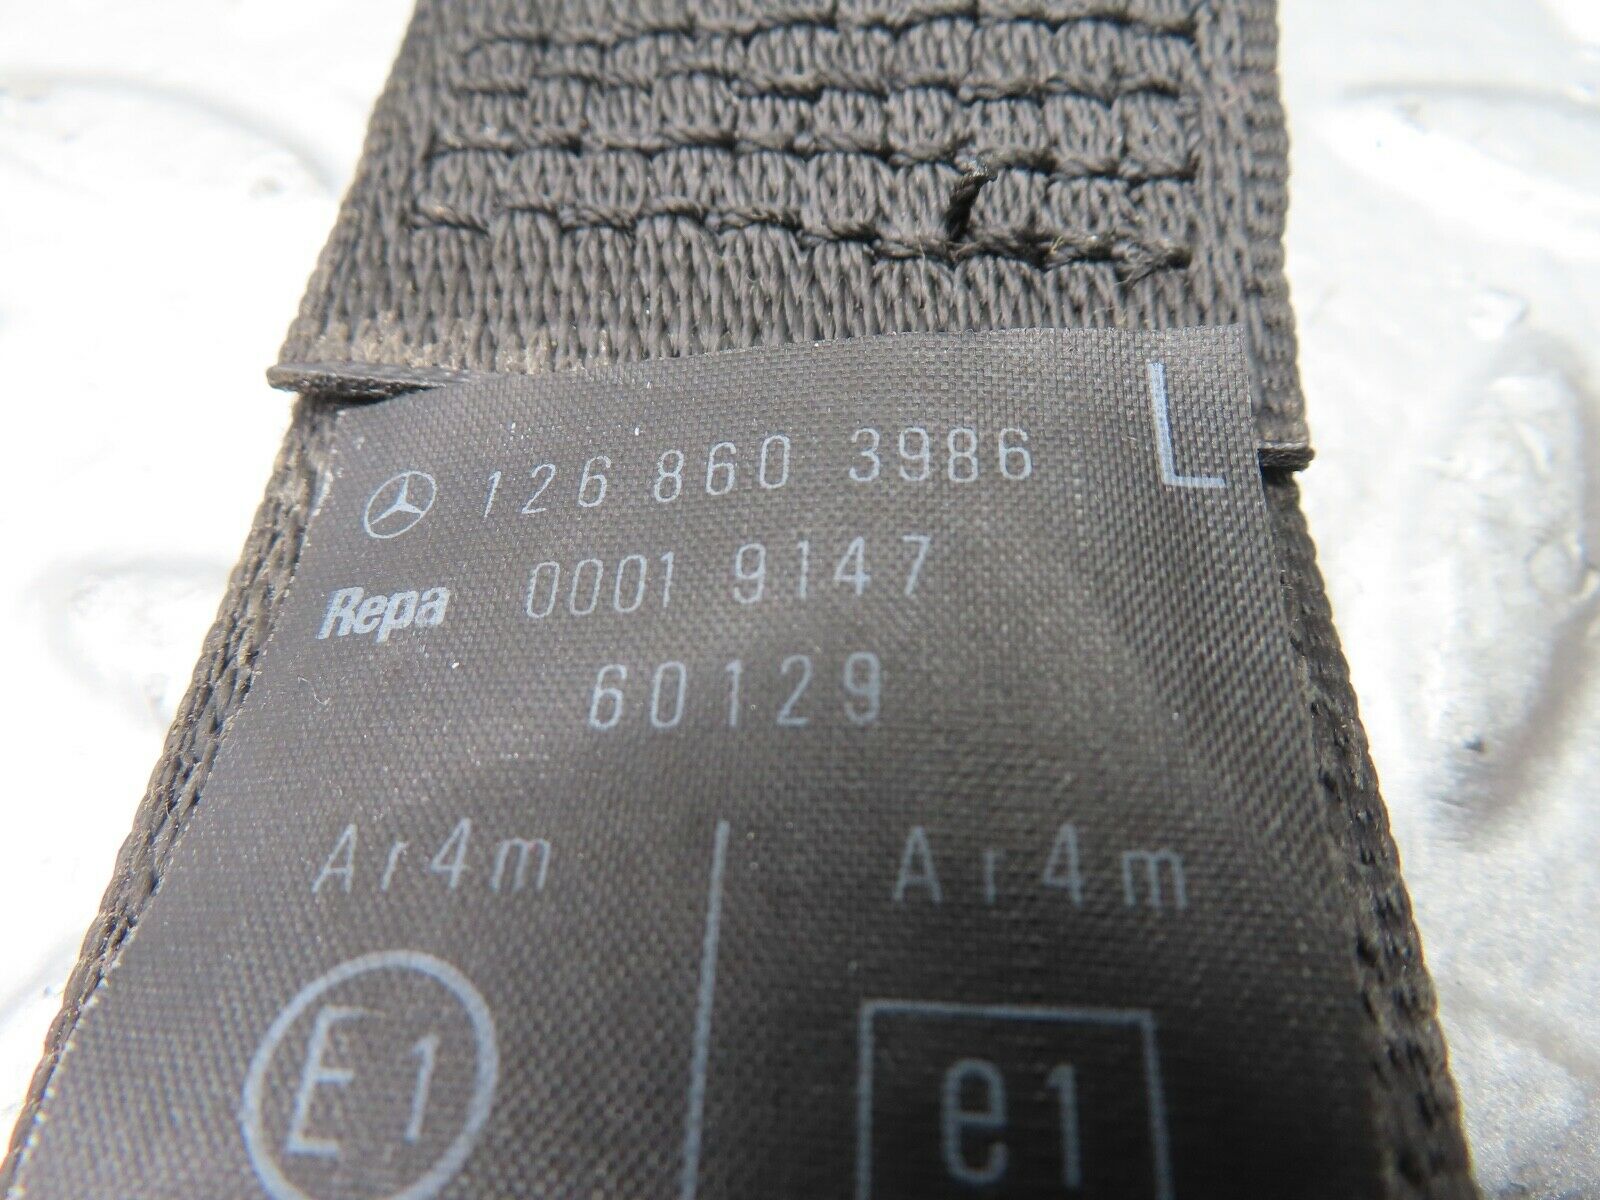 126 860 3986 L
Repa 0001 9147
60129
Ar4m Ar4m
E1 e1